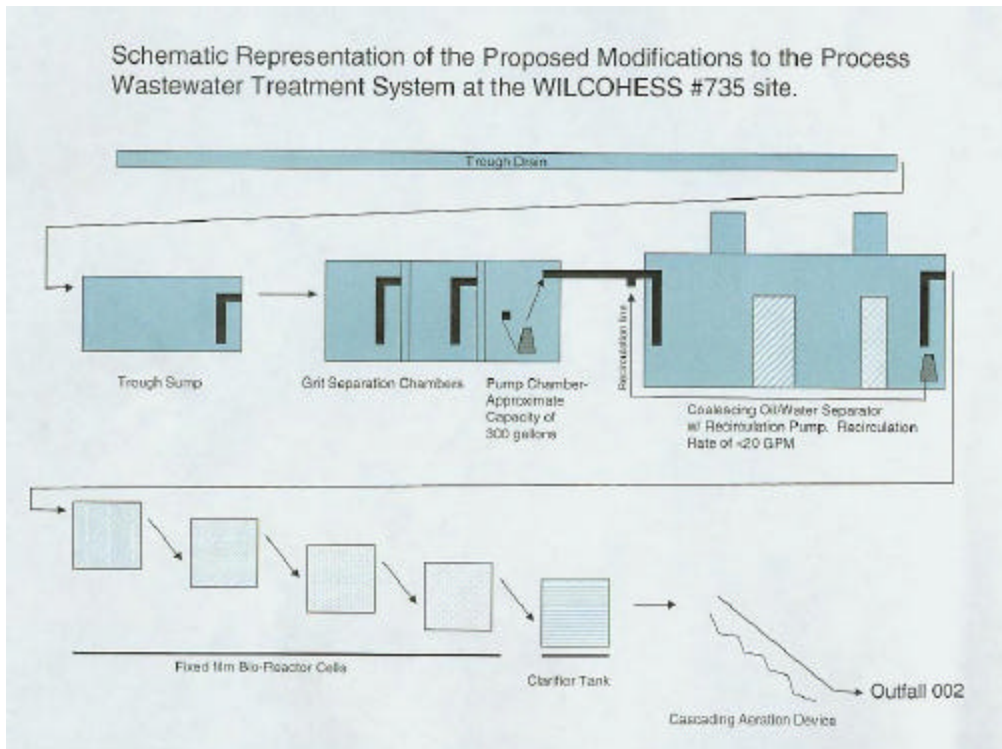 Schematic Representation of the Proposed Modifications to the Process
Wastewater Treatment System at the WILCOHESS #735 site.
Trough Drain
Trough Sump
Grit Separation Chambers
Pump Chamber-
Approximate
Capacity of
300 gallons
Recirculation line
Coalescing Oil/Water Separator
w/ Recirculation Pump. Recirculation
Rate of <20 GPM
Fixed film Bio-Reactor Cells
Clarifior Tank
Cascading Aeration Device
Outfall 002